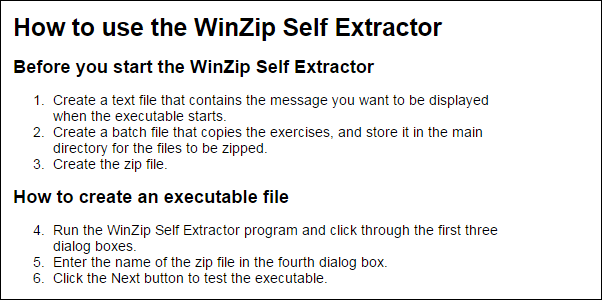 How to use the WinZip Self Extractor
Before you start the WinZip Self Extractor
1. Create a text file that contains the message you want to be displayed
when the executable starts.
2. Create a batch file that copies the exercises, and store it in the main
directory for the files to be zipped.
3. Create the zip file.
How to create an executable file
4. Run the WinZip Self Extractor program and click through the first three
dialog boxes.
5. Enter the name of the zip file in the fourth dialog box.
6. Click the Next button to test the executable.